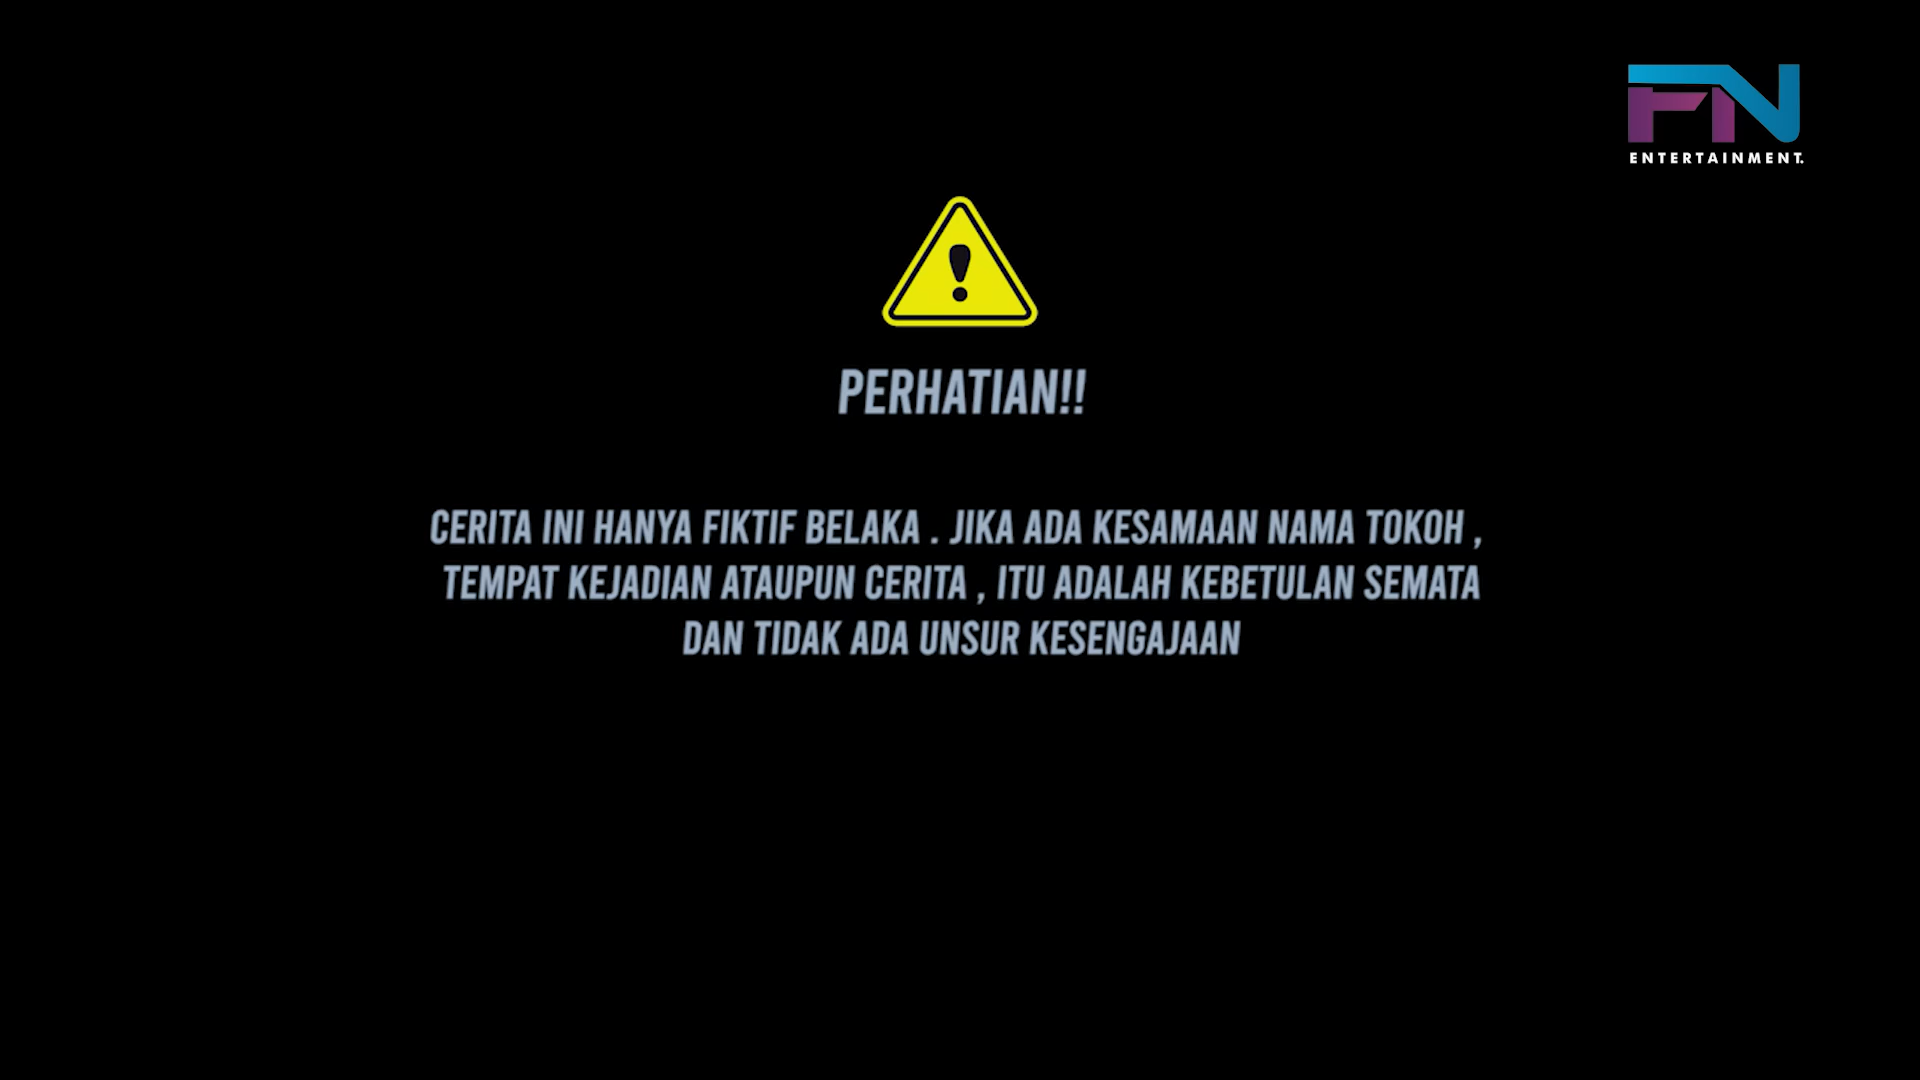 FN
ENTERTAINMENT.
PERHATIAN!!
CERITA INI HANYA FIKTIF BELAKA . JIKA ADA KESAMAAN NAMA TOKOH ,
TEMPAT KEJADIAN ATAUPUN CERITA , ITU ADALAH KEBETULAN SEMATA
DAN TIDAK ADA UNSUR KESENGAJAAN